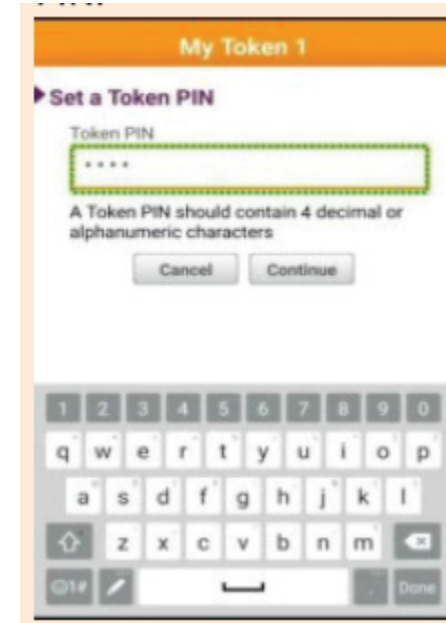 My Token 1
Set a Token PIN
Token PIN
A Token PIN should contain 4 decimal or
alphanumeric characters
Cancel Continue
1 2 3 4 5 6 7 8 9 0
q w e r t y u i o p
a s d f g h j k l
z x c v b n m
1# Done